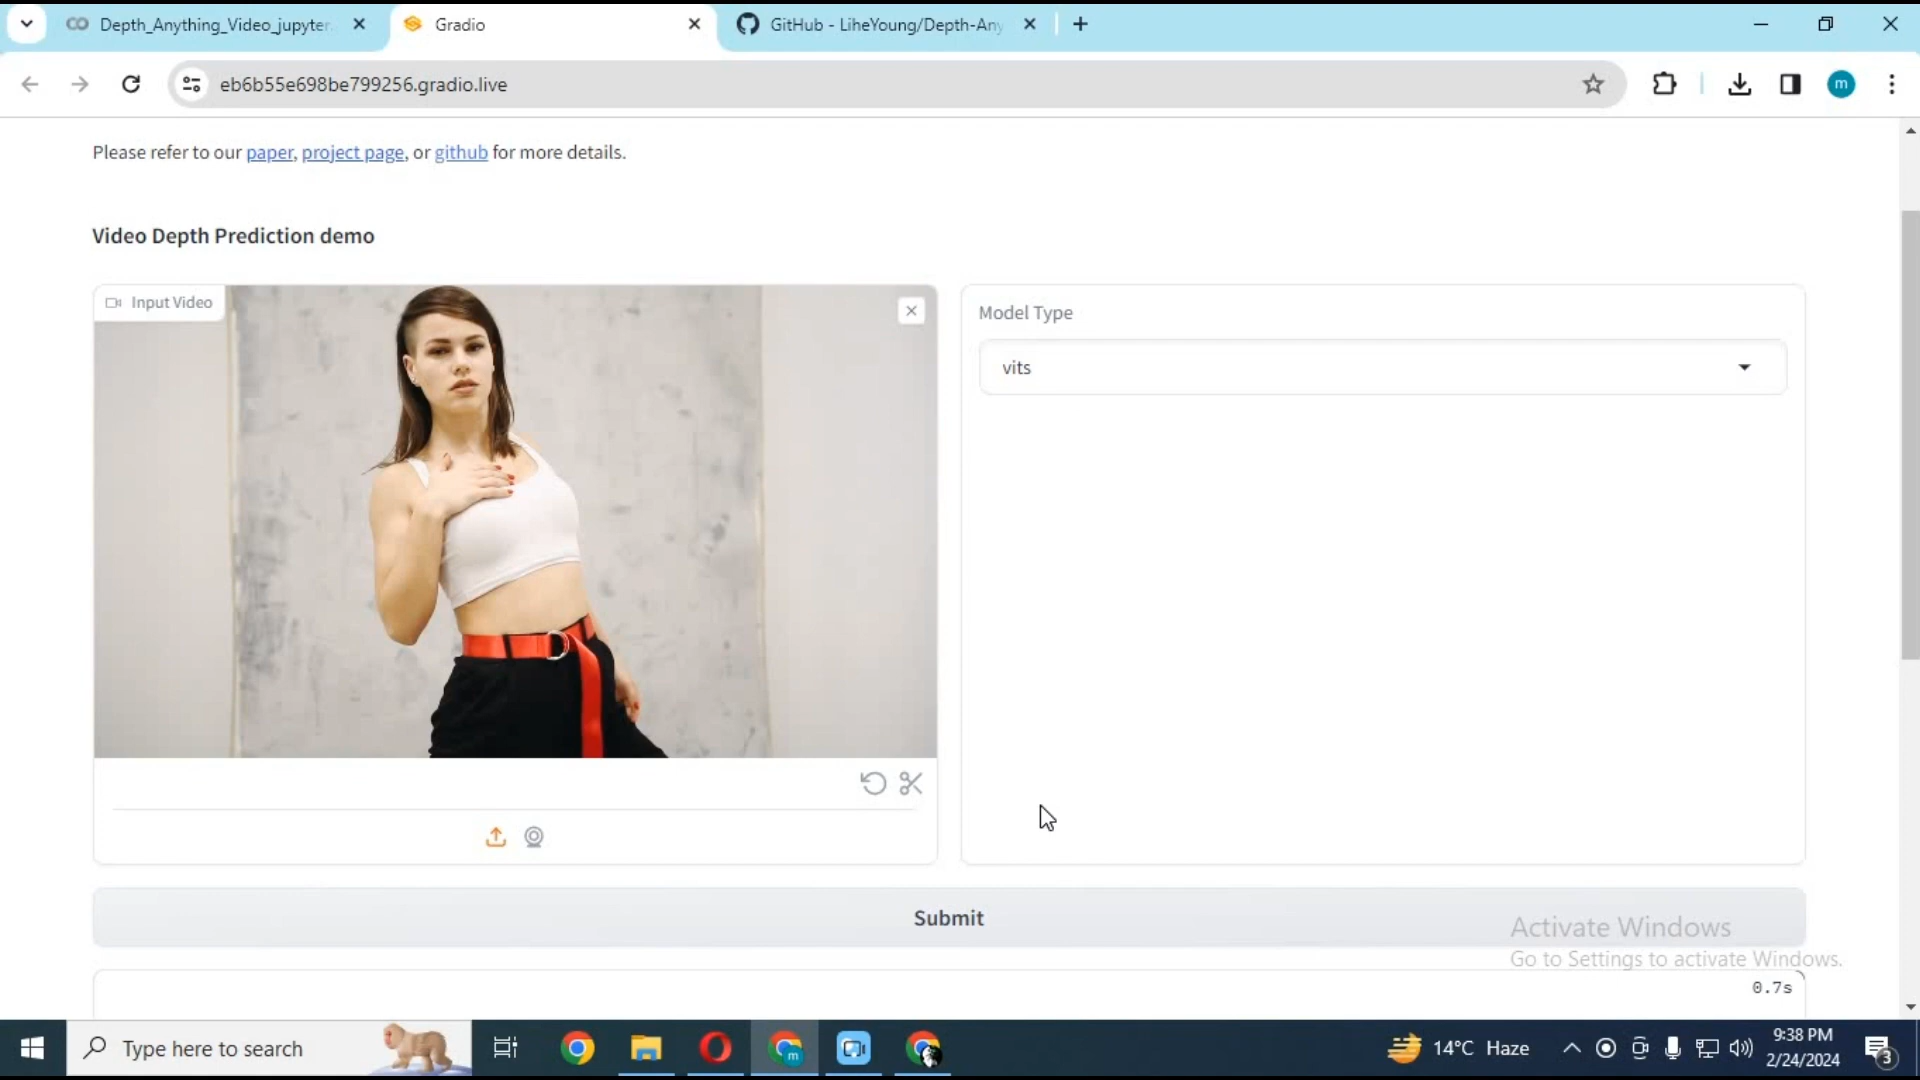 Depth_Anything_Video_jupyter.
Gradio
GitHub - LiheYoung/Depth-Any
eb6b55e698be799256.gradio.live
m
Please refer to our paper, project page, or github for more details.
Video Depth Prediction demo
Input Video
Model Type
vits
Submit
Activate Windows
Go to Settings to activate Windows.
0.7s
Type here to search
m
14°C Haze
9:38 PM
2/24/2024
3